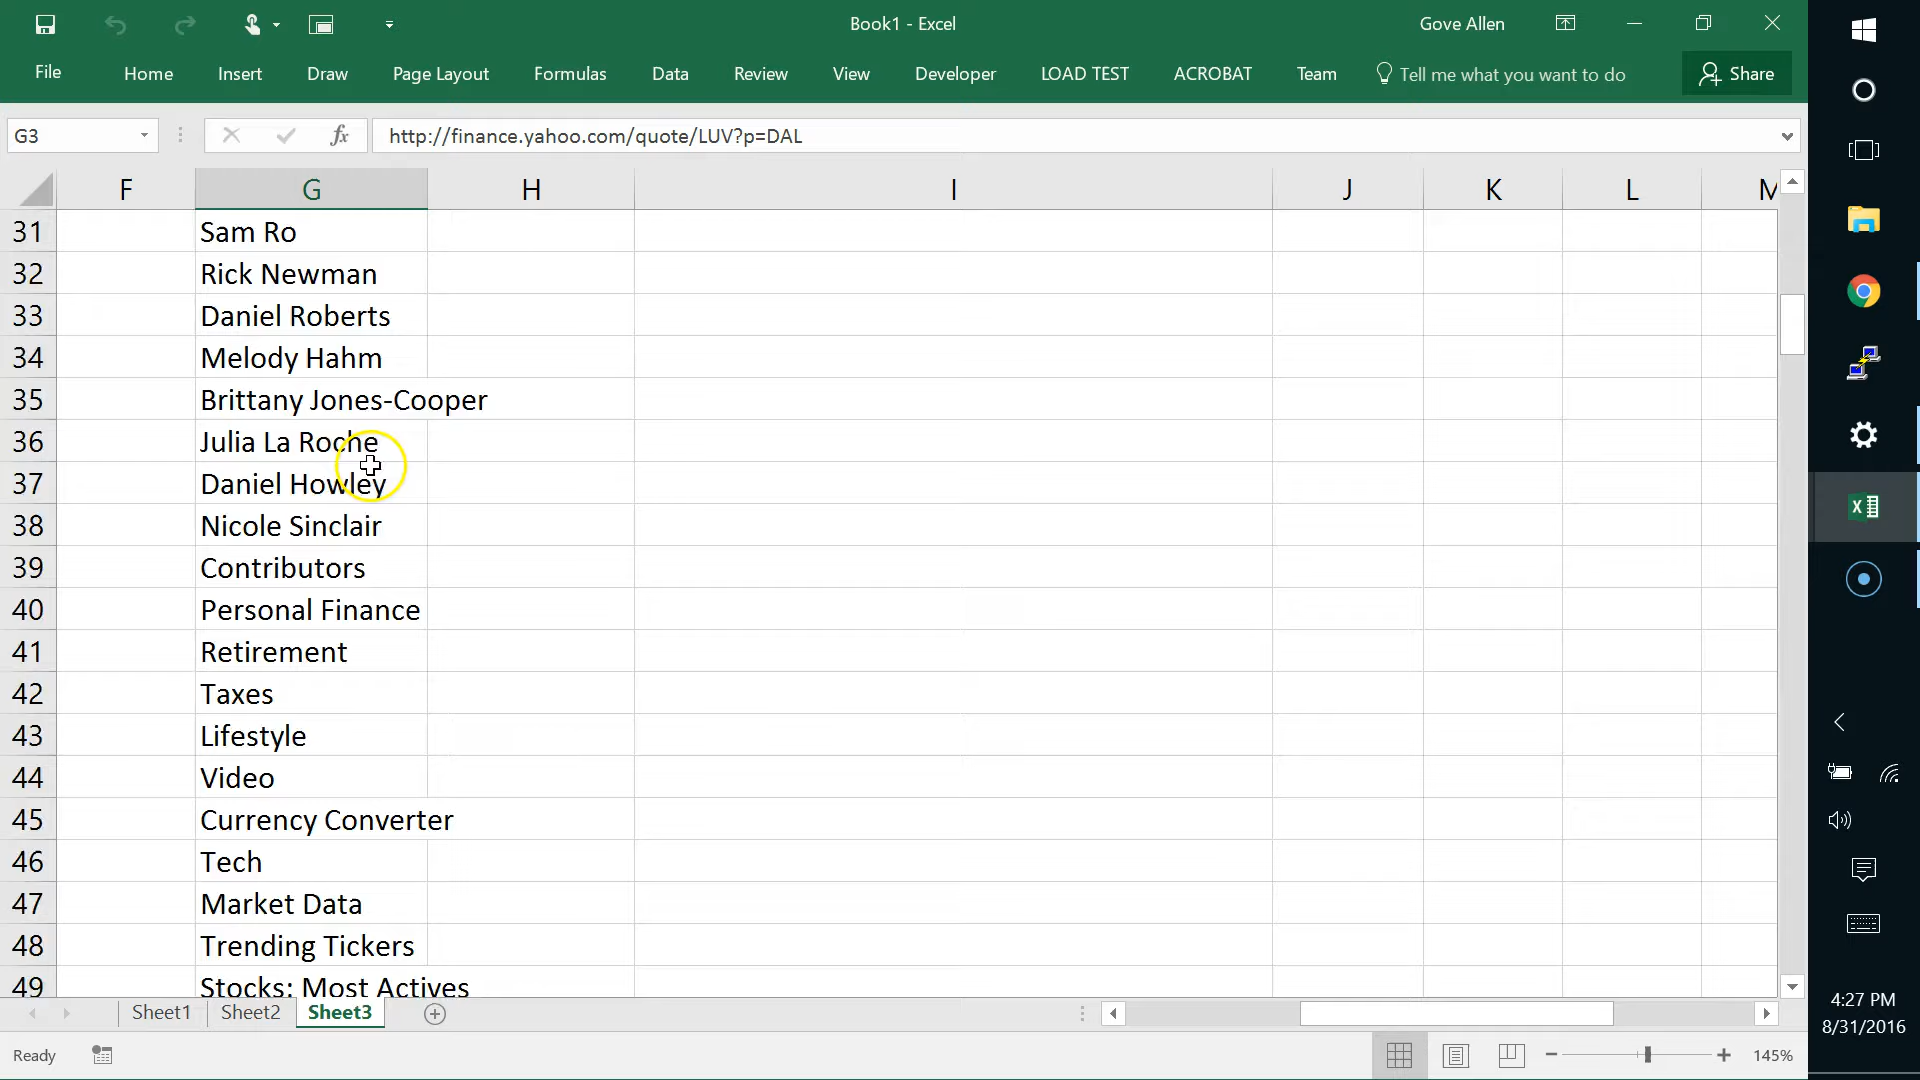 Book1 - Excel
Gove Allen
File
Home
Insert
Draw
Page Layout
Formulas
Data
Review
View
Developer
LOAD TEST
ACROBAT
Team
Tell me what you want to do
Share
G3
fx
http://finance.yahoo.com/quote/LUV?p=DAL
F G H I J K L M
31 Sam Ro
32 Rick Newman
33 Daniel Roberts
34 Melody Hahm
35 Brittany Jones-Cooper
36 Julia La Roche
37 Daniel Howley
38 Nicole Sinclair
39 Contributors
40 Personal Finance
41 Retirement
42 Taxes
43 Lifestyle
44 Video
45 Currency Converter
46 Tech
47 Market Data
48 Trending Tickers
49 Stocks: Most Actives
Sheet1 Sheet2 Sheet3
Ready
145%
4:27 PM
8/31/2016